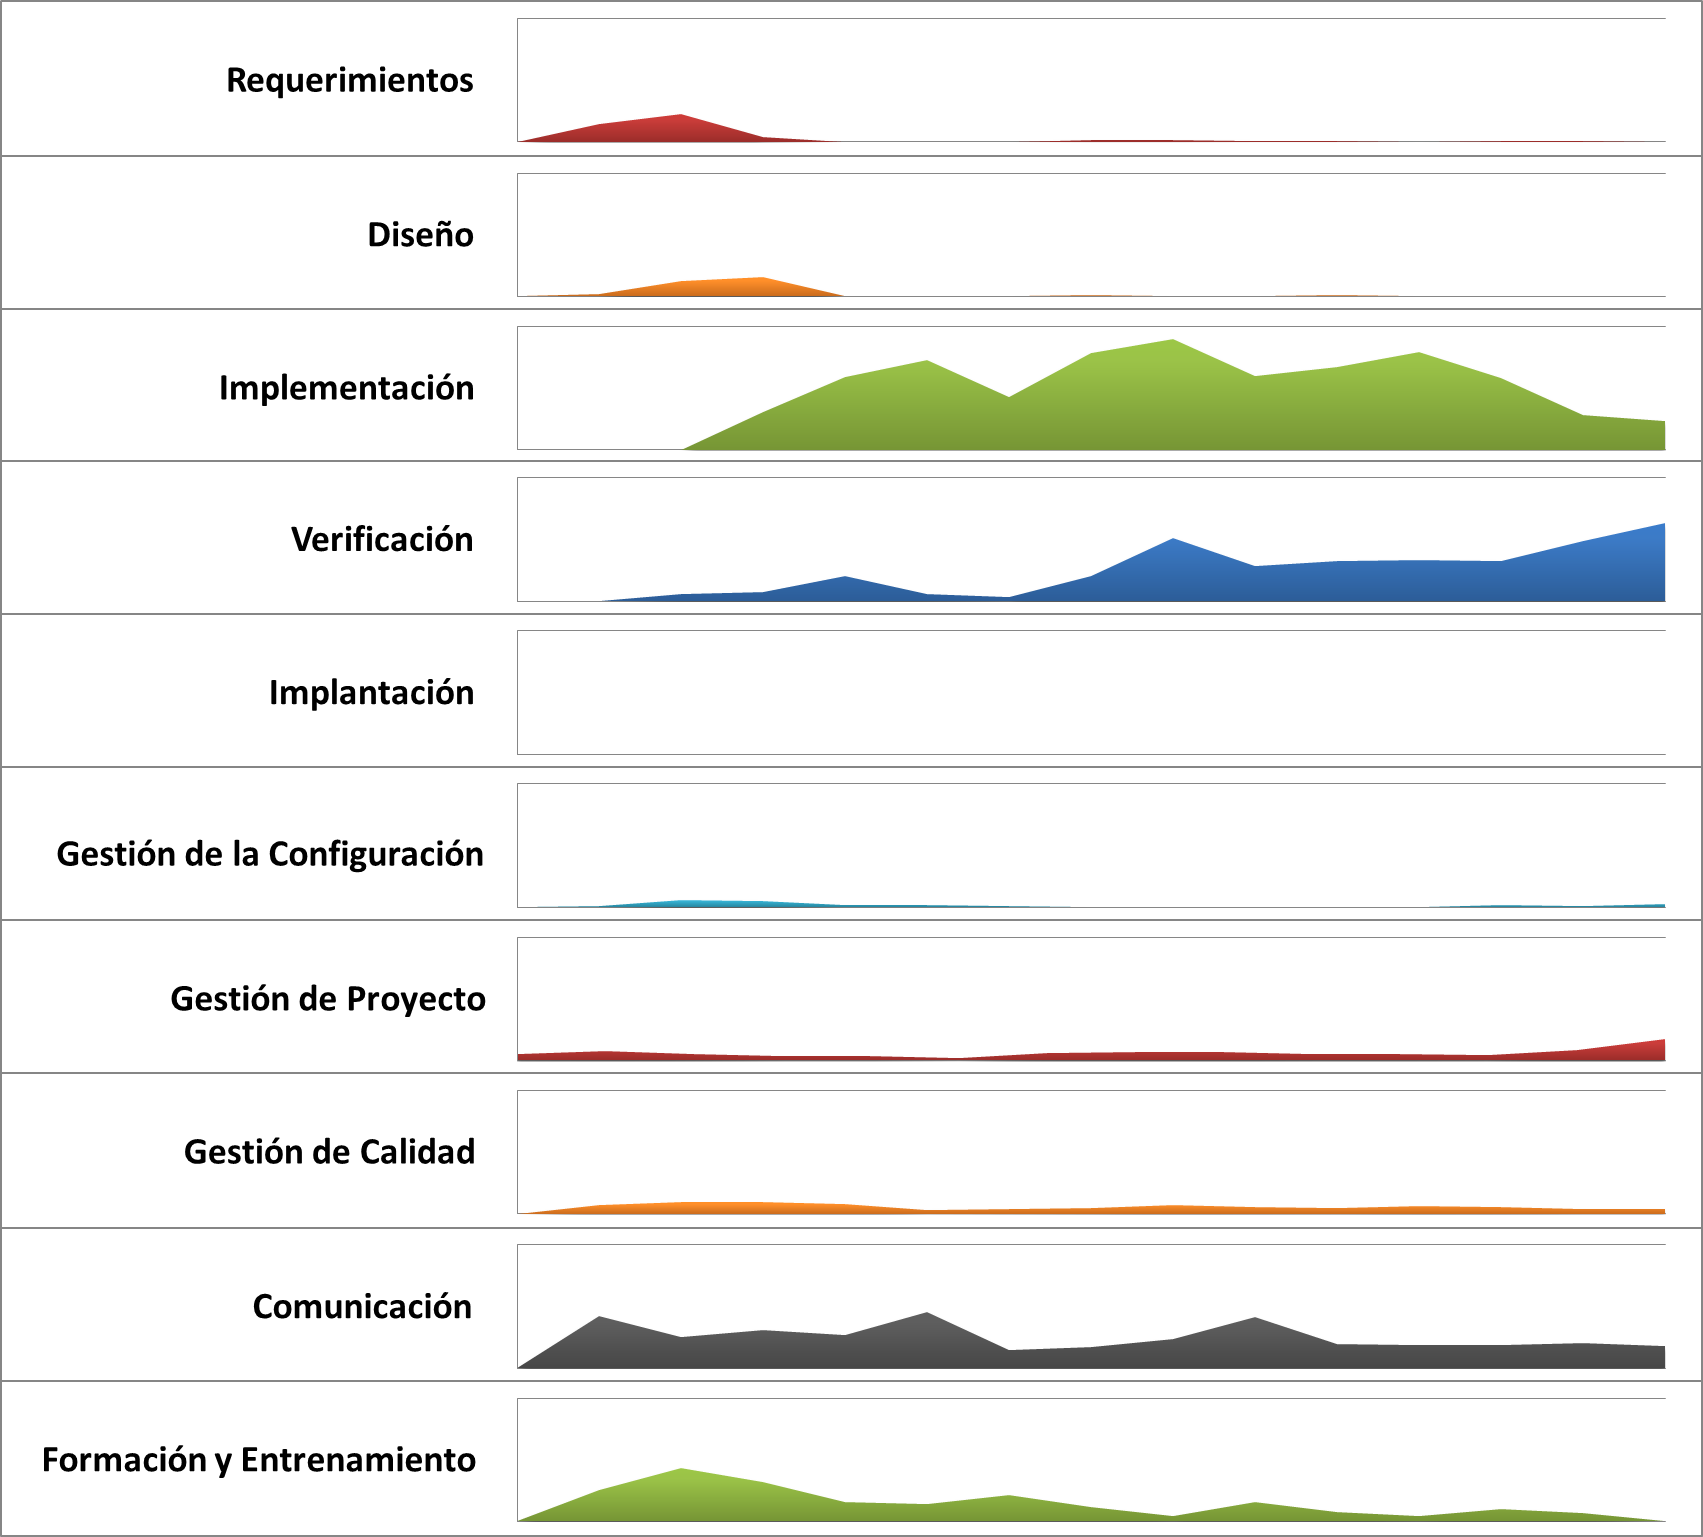 Requerimientos
Diseño
Implementación
Verificación
Implantación
Gestión de la Configuración
Gestión de Proyecto
Gestión de Calidad
Comunicación
Formación y Entrenamiento